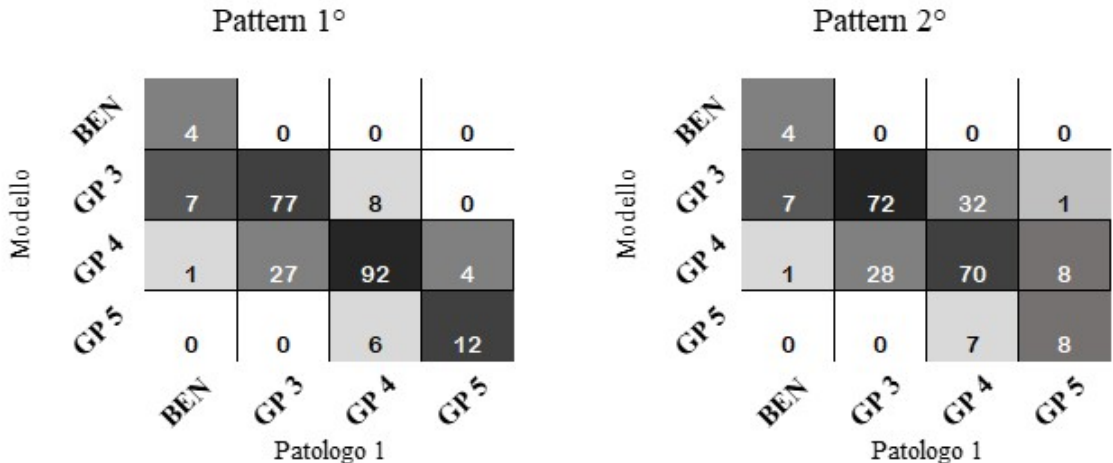 Pattern 1°
Modello
BEN 4 0 0 0
GP 3 7 77 8 0
GP 4 1 27 92 4
GP 5 0 0 6 12
BEN GP 3 GP 4 GP 5
Patologo 1
Pattern 2°
Modello
BEN 4 0 0 0
GP 3 7 72 32 1
GP 4 1 28 70 8
GP 5 0 0 7 8
BEN GP 3 GP 4 GP 5
Patologo 1